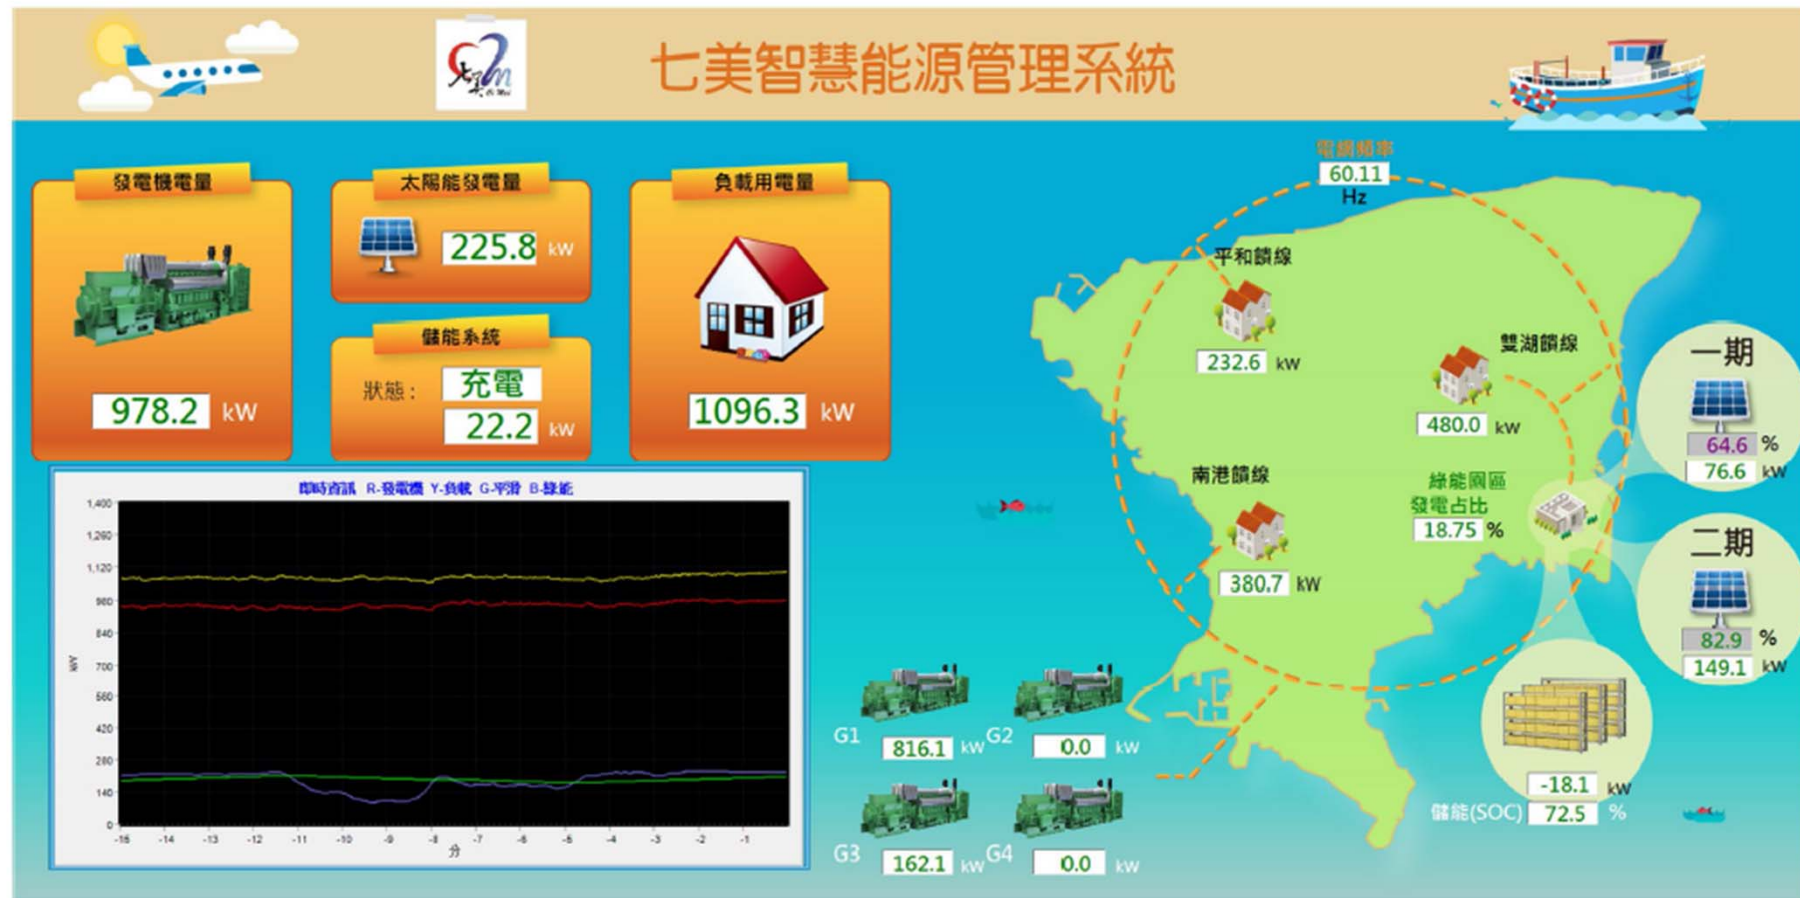 七美智慧能源管理系統
七美
Qi Mei
發電機電量
978.2 kW
太陽能發電量
225.8 kW
儲能系統
狀態：
充電
22.2 kW
負載用電量
1096.3 kW
即時資訊 R-發電機 Y-負載 G-平滑 B-綠能
1,400
1,260
1,120
980
840
700
560
420
280
140
0
kW
-15 -14 -13 -12 -11 -10 -9 -8 -7 -6 -5 -4 -3 -2 -1
分
電網頻率
60.11
Hz
平和饋線
232.6 kW
雙湖饋線
480.0 kW
南港饋線
380.7 kW
綠能園區
發電占比
18.75 %
一期
64.6 %
76.6 kW
二期
82.9 %
149.1 kW
-18.1 kW
儲能(SOC) 72.5 %
G1 816.1 kW
G2 0.0 kW
G3 162.1 kW
G4 0.0 kW